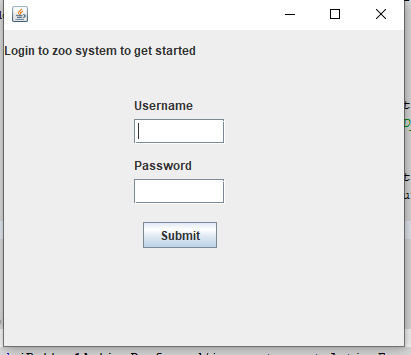 Login to zoo system to get started
Username
Password
Submit